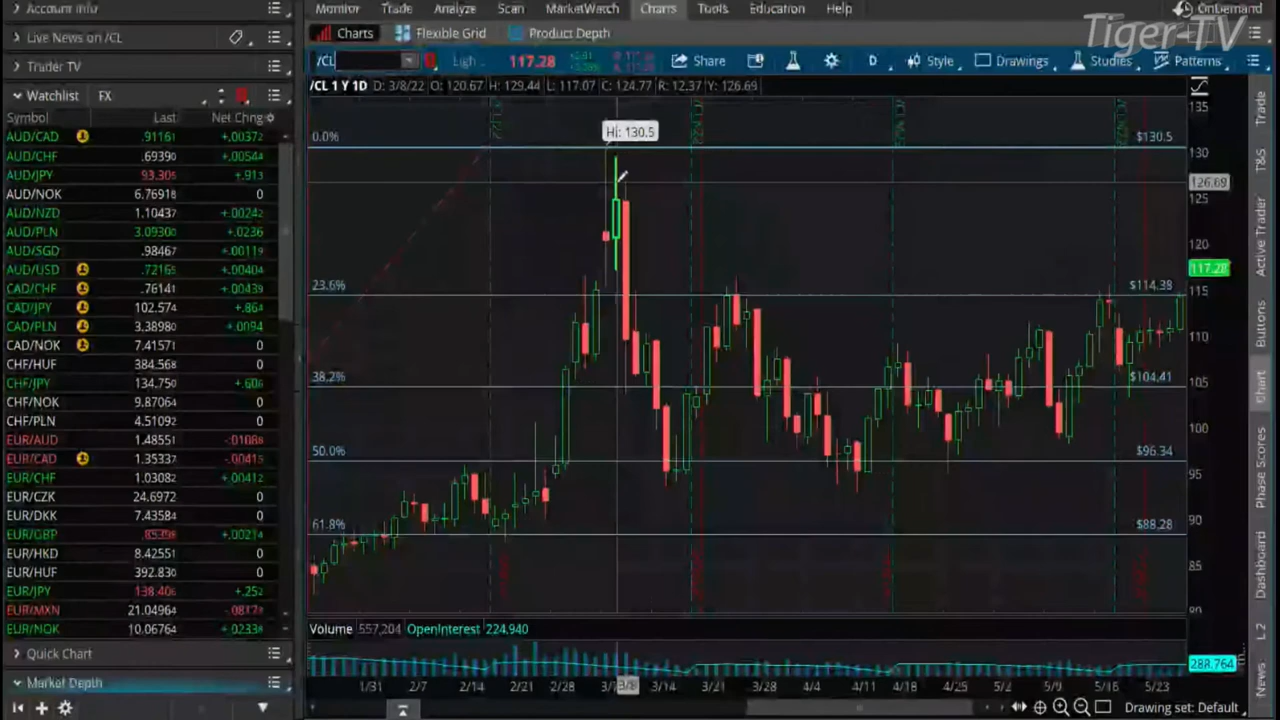 Account Info
Monitor Trade Analyze Scan MarketWatch Charts Tools Education Help
OnDemand
Tiger-TV
Live News on /CL
Charts Flexible Grid Product Depth
Trader TV
/CL 117.28 Share D Style Drawings Studies Patterns
Watchlist FX
/CL 1 Y 1D D: 3/8/22 O: 120.67 H: 129.44 L: 117.07 C: 124.77 R: 12.37 Y: 126.69
Symbol Last Net Chng
AUD/CAD .91161 +.00372
AUD/CHF .69390 +.00544
AUD/JPY 93.305 +.913
AUD/NOK 6.76918 0
AUD/NZD 1.10437 +.00242
AUD/PLN 3.09300 +.0236
AUD/SGD .98467 +.00119
AUD/USD .72165 +.00404
CAD/CHF .76141 +.00439
CAD/JPY 102.574 +.864
CAD/PLN 3.38980 +.0094
CAD/NOK 7.41571 0
CHF/HUF 384.568 0
CHF/JPY 134.750 +.606
CHF/NOK 9.87064 0
CHF/PLN 4.51092 0
EUR/AUD 1.48551 -.01086
EUR/CAD 1.35337 -.00415
EUR/CHF 1.03082 +.00412
EUR/CZK 24.6972 0
EUR/DKK 7.43584 0
EUR/GBP +.00214
EUR/HKD 8.42551 0
EUR/HUF 392.830 0
EUR/JPY 138.406 +.252
EUR/MXN 21.04964
EUR/NOK 10.06764 +.02338
Quick Chart
Market Depth
0.0% Hi: 130.5 $130.5
23.6% $114.38
38.2% $104.41
50.0% $96.34
61.8% $88.28
135
130
126.69
125
120
117.28
115
110
105
100
95
90
85
80
Volume 557,204 OpenInterest 224.940
288.764
1/31 2/7 2/14 2/21 2/28 3/8 3/14 3/21 3/28 4/4 4/18 4/25 5/2 5/9 5/16 5/23
Drawing set: Default
Trade
T&S
Active Trader
Buttons
Chart
Phase Scores
Dashboard
L 2
News